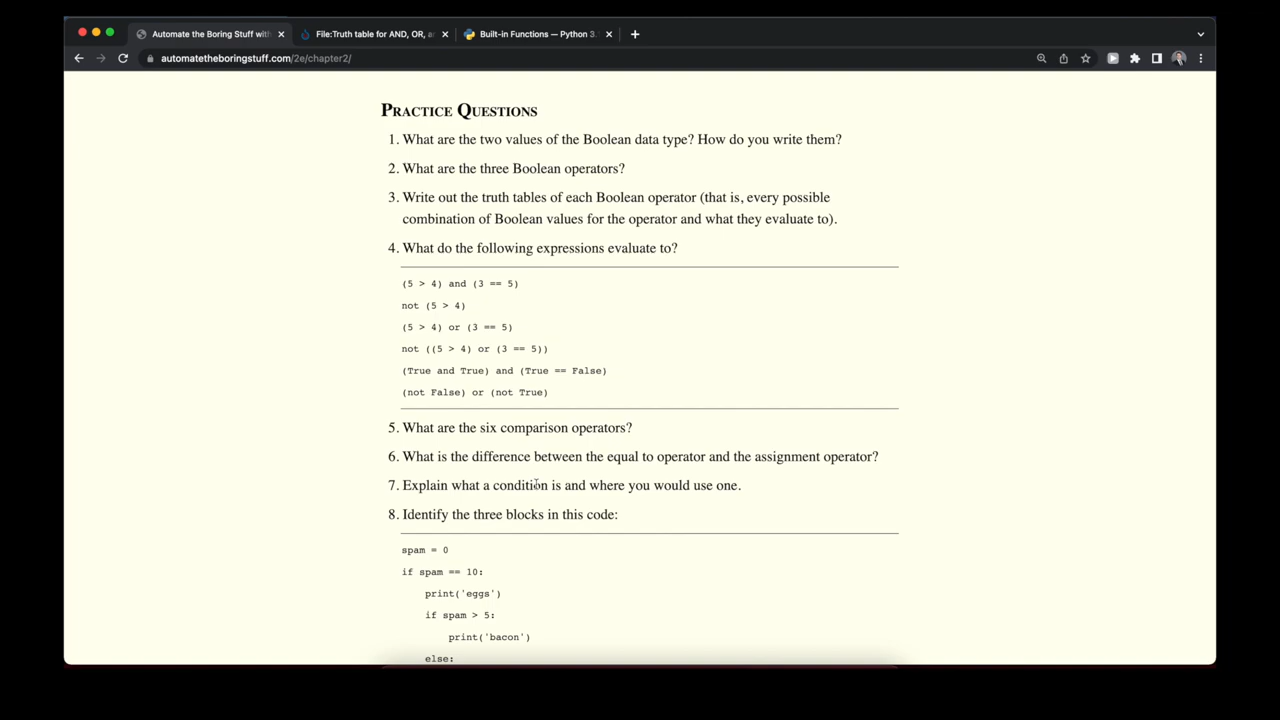 Automate the Boring Stuff with
File:Truth table for AND, OR, a
Built-in Functions — Python 3.
automatetheboringstuff.com/2e/chapter2/
Practice Questions
1. What are the two values of the Boolean data type? How do you write them?
2. What are the three Boolean operators?
3. Write out the truth tables of each Boolean operator (that is, every possible
combination of Boolean values for the operator and what they evaluate to).
4. What do the following expressions evaluate to?
(5 > 4) and (3 == 5)
not (5 > 4)
(5 > 4) or (3 == 5)
not ((5 > 4) or (3 == 5))
(True and True) and (True == False)
(not False) or (not True)
5. What are the six comparison operators?
6. What is the difference between the equal to operator and the assignment operator?
7. Explain what a condition is and where you would use one.
8. Identify the three blocks in this code:
spam = 0
if spam == 10:
print('eggs')
if spam > 5:
print('bacon')
else: